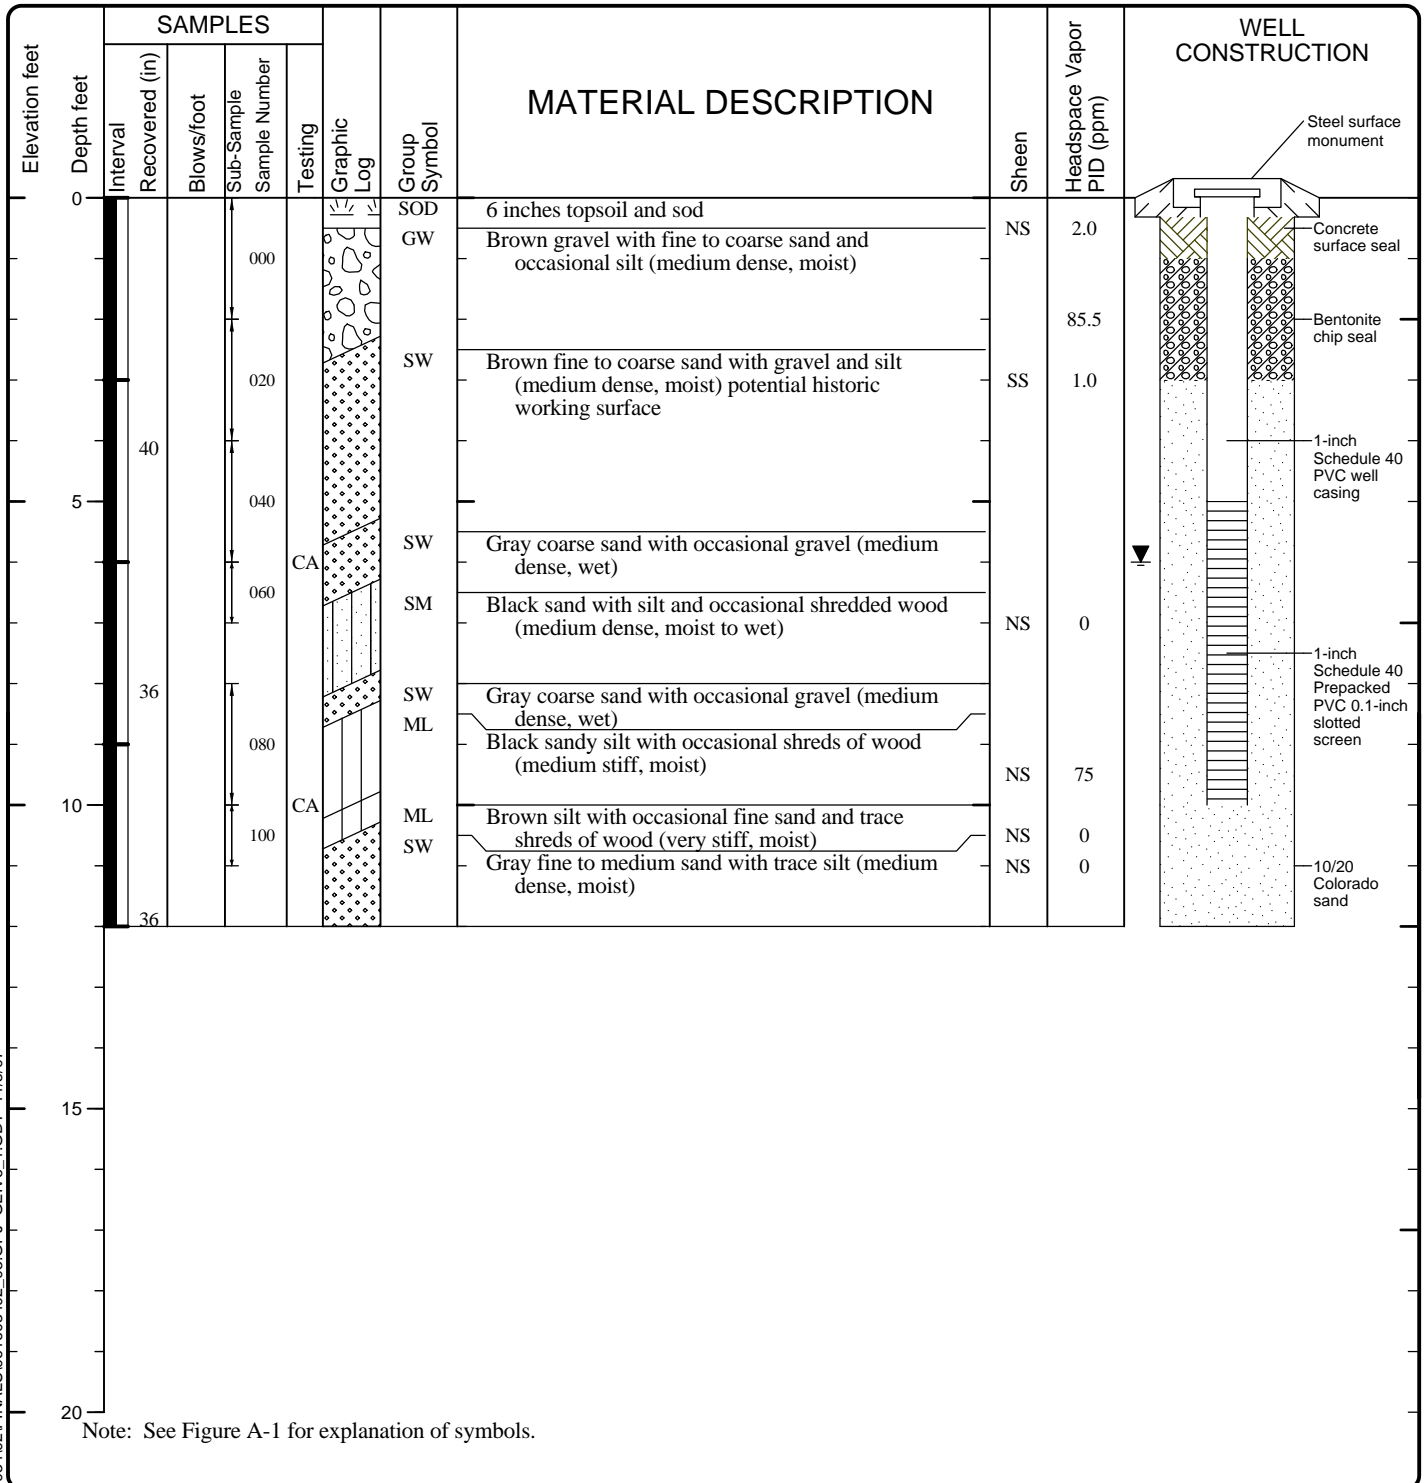 SAMPLES
WELL
CONSTRUCTION
Elevation feet
Depth feet
Interval
Recovered (in)
Blows/foot
Sub-Sample
Sample Number
Testing
Graphic
Log
Group
Symbol
MATERIAL DESCRIPTION
Sheen
Headspace Vapor
PID (ppm)
Steel surface
monument
0
SOD 6 inches topsoil and sod
NS 2.0
Concrete
surface seal
GW Brown gravel with fine to coarse sand and
occasional silt (medium dense, moist)
000
85.5
Bentonite
chip seal
SW Brown fine to coarse sand with gravel and silt
(medium dense, moist) potential historic
working surface
020
SS 1.0
40
1-inch
Schedule 40
PVC well
casing
5
040
SW Gray coarse sand with occasional gravel (medium
dense, wet)
CA
060
SM Black sand with silt and occasional shredded wood
(medium dense, moist to wet)
NS 0
1-inch
Schedule 40
Prepacked
PVC 0.1-inch
slotted
screen
36
SW Gray coarse sand with occasional gravel (medium
dense, wet)
ML Black sandy silt with occasional shreds of wood
(medium stiff, moist)
080
NS 75
10
CA
ML Brown silt with occasional fine sand and trace
shreds of wood (very stiff, moist)
100
NS 0
SW Gray fine to medium sand with trace silt (medium
dense, moist)
NS 0
10/20
Colorado
sand
36
15
20
Note: See Figure A-1 for explanation of symbols.